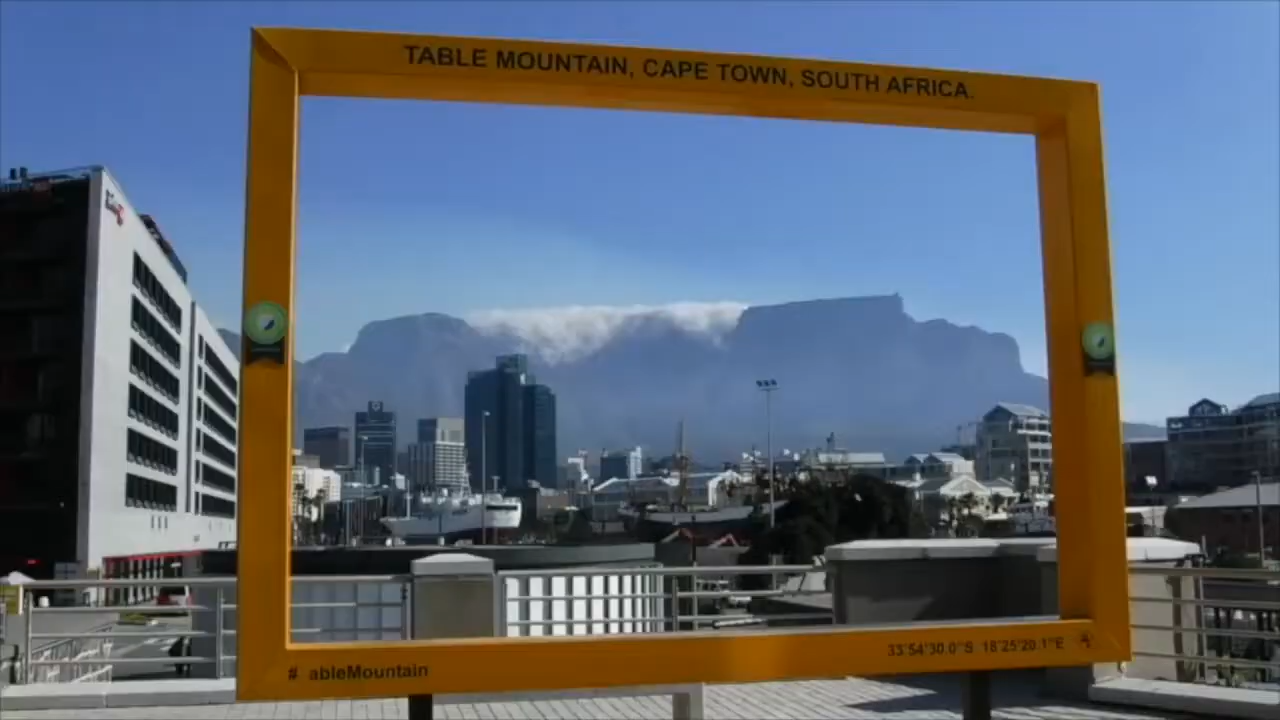 TABLE MOUNTAIN, CAPE TOWN, SOUTH AFRICA.
# ableMountain
33°54'30.0"S 18°25'20.1"E